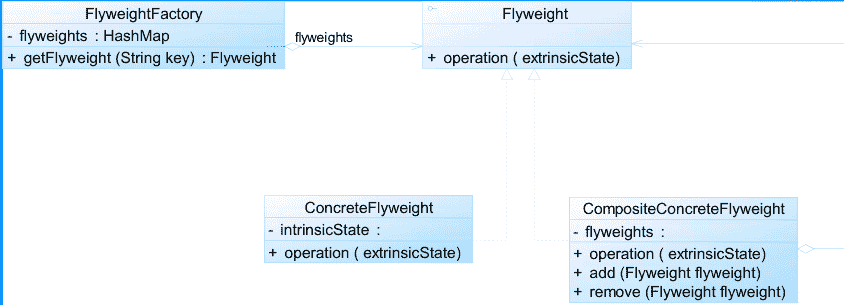 FlyweightFactory
- flyweights : HashMap
+ getFlyweight (String key) : Flyweight
flyweights
Flyweight
+ operation ( extrinsicState)
ConcreteFlyweight
- intrinsicState :
+ operation ( extrinsicState)
CompositeConcreteFlyweight
- flyweights :
+ operation ( extrinsicState)
+ add (Flyweight flyweight)
+ remove (Flyweight flyweight)